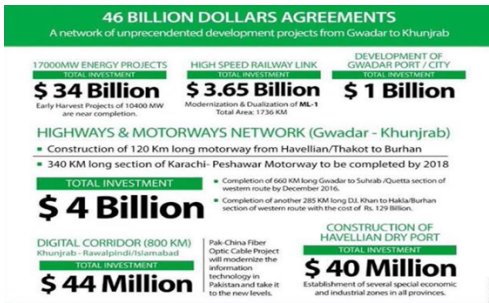 46 BILLION DOLLARS AGREEMENTS
A network of unprecendented development projects from Gwadar to Khunjrab
17000MW ENERGY PROJECTS
TOTAL INVESTMENT
$ 34 Billion
Early Harvest Projects of 10400 MW
are near completion.
HIGH SPEED RAILWAY LINK
TOTAL INVESTMENT
$ 3.65 Billion
Modernization & Dualization of ML-1
Total Area: 1736 KM
DEVELOPMENT OF
GWADAR PORT / CITY
TOTAL INVESTMENT
$ 1 Billion
HIGHWAYS & MOTORWAYS NETWORK (Gwadar - Khunjrab)
Construction of 120 Km long motorway from Havellian/Thakot to Burhan
340 KM long section of Karachi- Peshawar Motorway to be completed by 2018
TOTAL INVESTMENT
$ 4 Billion
Completion of 660 KM long Gwadar to Suhrab /Quetta section of
western route by December 2016.
Completion of another 285 KM long D.I. Khan to Hakla/Burhan
section of western route with the cost of Rs. 129 Billion.
DIGITAL CORRIDOR (800 KM)
Khunjrab - Rawalpindi/Islamabad
TOTAL INVESTMENT
$ 44 Million
Pak-China Fiber
Optic Cable Project
will modernize the
information
technology in
Pakistan and take it
to the new levels.
CONSTRUCTION OF
HAVELLIAN DRY PORT
TOTAL INVESTMENT
$ 40 Million
Establishment of several special economic
and industrial zones in all provinces.